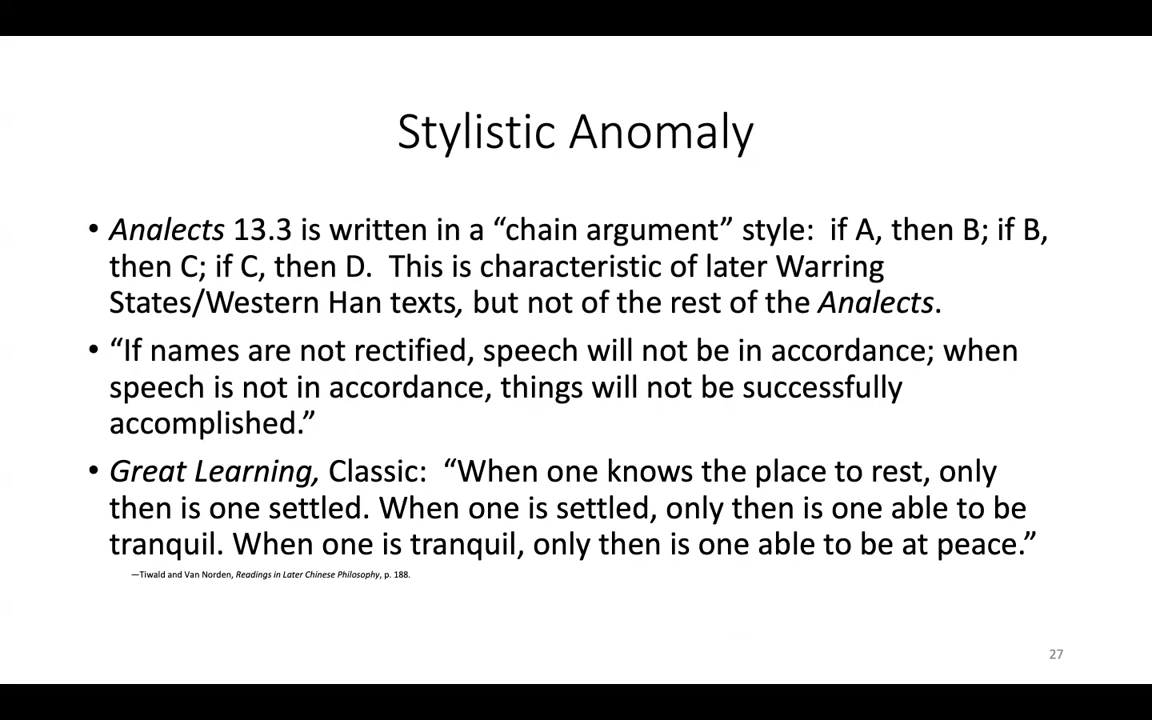 Stylistic Anomaly
• Analects 13.3 is written in a “chain argument” style:  if A, then B; if B,
then C; if C, then D.  This is characteristic of later Warring
States/Western Han texts, but not of the rest of the Analects.
• “If names are not rectified, speech will not be in accordance; when
speech is not in accordance, things will not be successfully
accomplished.”
• Great Learning, Classic:  “When one knows the place to rest, only
then is one settled. When one is settled, only then is one able to be
tranquil. When one is tranquil, only then is one able to be at peace.”
—Tiwald and Van Norden, Readings in Later Chinese Philosophy, p. 188.
27